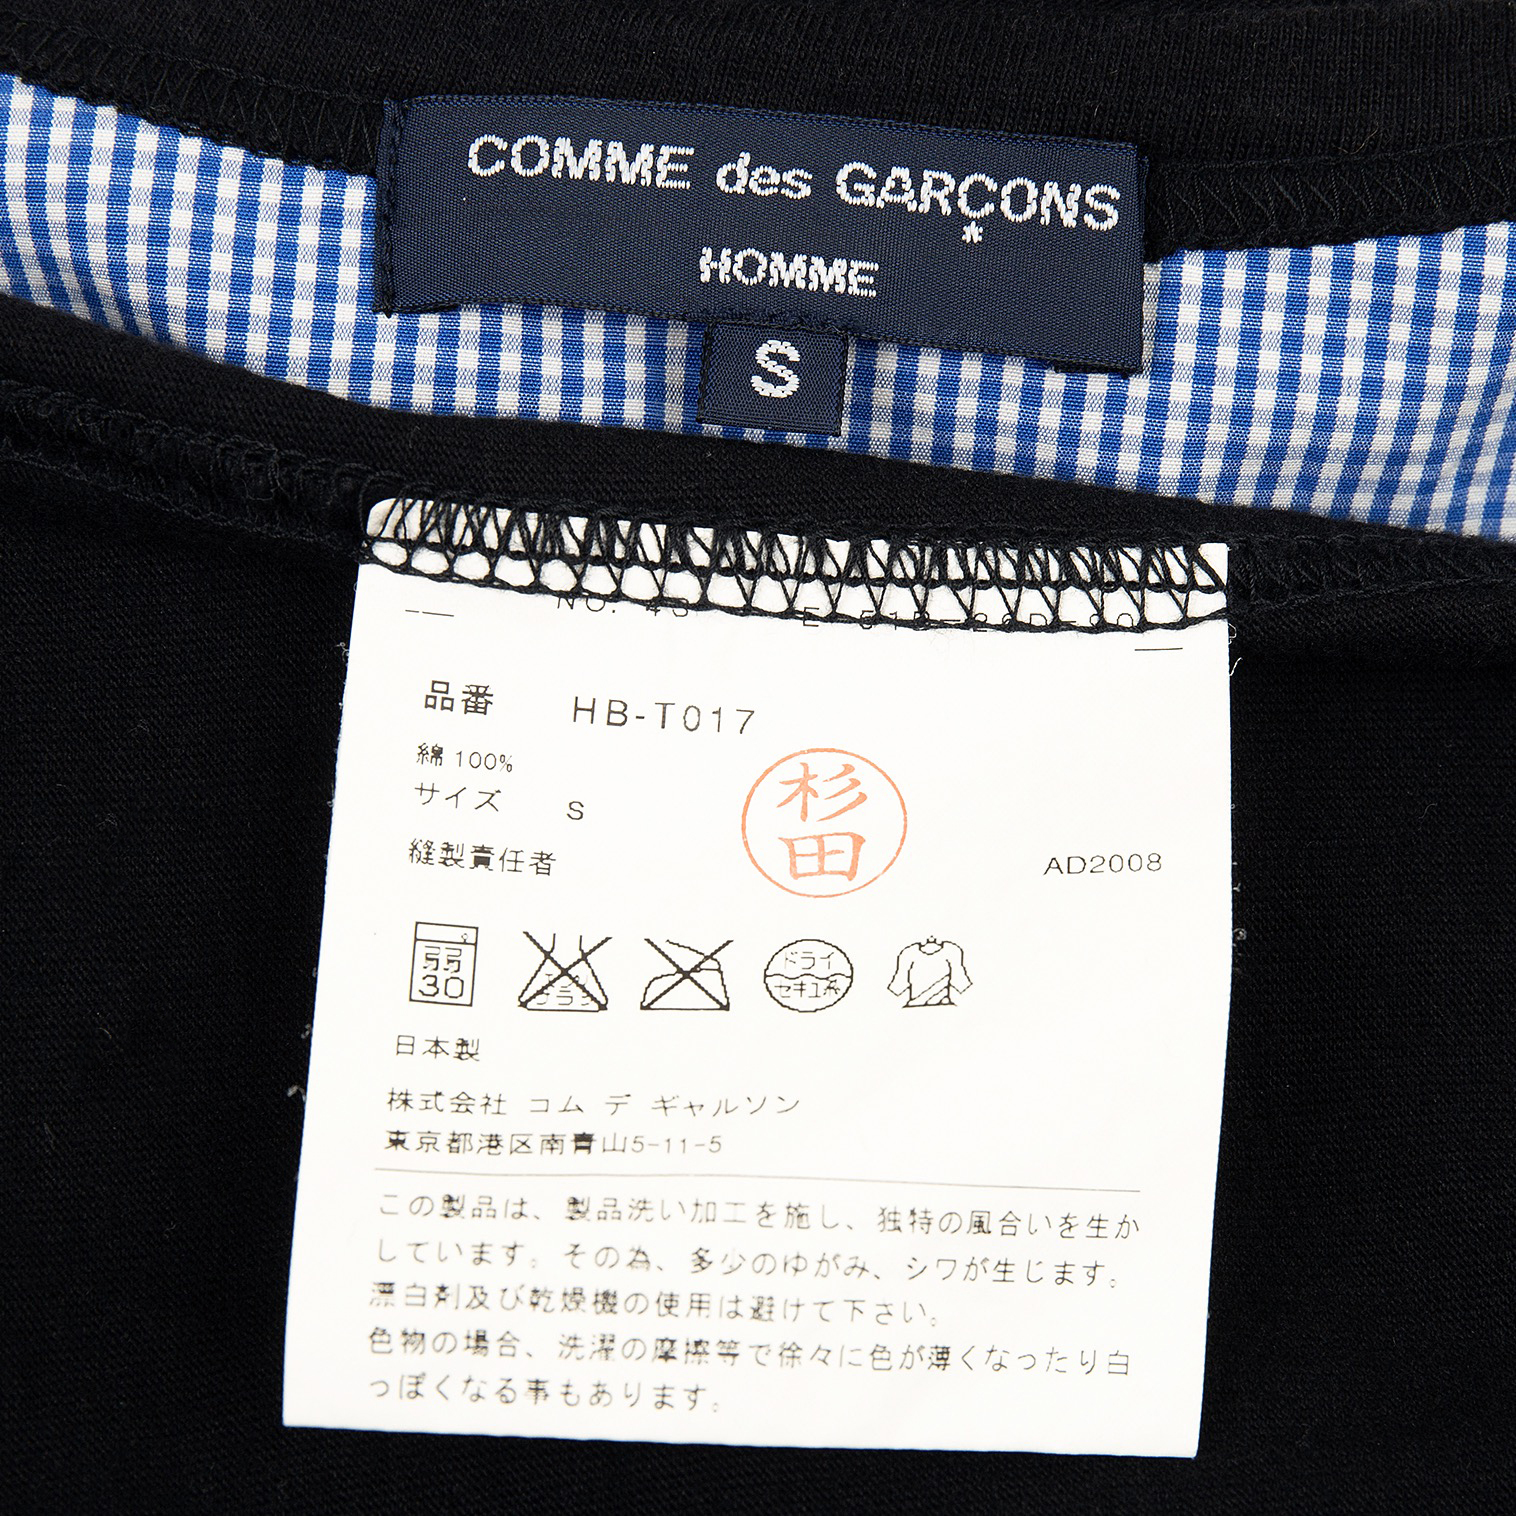 COMME des GARÇONS
HOMME
S
品番 HB-T017
綿 100%
サイズ S
縫製責任者 杉田 AD2008
弱 30 ドライ セキユ系
日本製
株式会社 コム デ ギャルソン
東京都港区南青山5-11-5
この製品は、製品洗い加工を施し、独特の風合いを生か
しています。その為、多少のゆがみ、シワが生じます。
漂白剤及び乾燥機の使用は避けて下さい。
色物の場合、洗濯の摩擦等で徐々に色が薄くなったり白
っぽくなる事もあります。